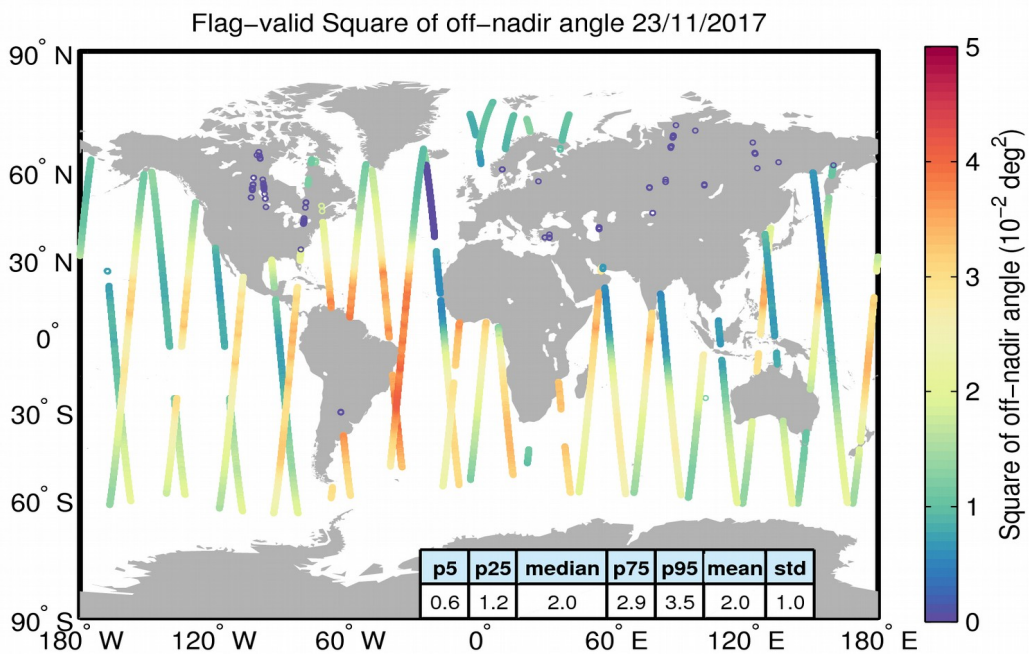 Flag−valid Square of off−nadir angle 23/11/2017
90° N
60° N
30° N
0°
30° S
60° S
90° S
180° W
120° W
60° W
0°
60° E
120° E
180° E
p5 p25 median p75 p95 mean std
0.6 1.2 2.0 2.9 3.5 2.0 1.0
5
4
3
2
1
0
Square of off−nadir angle (10⁻² deg²)